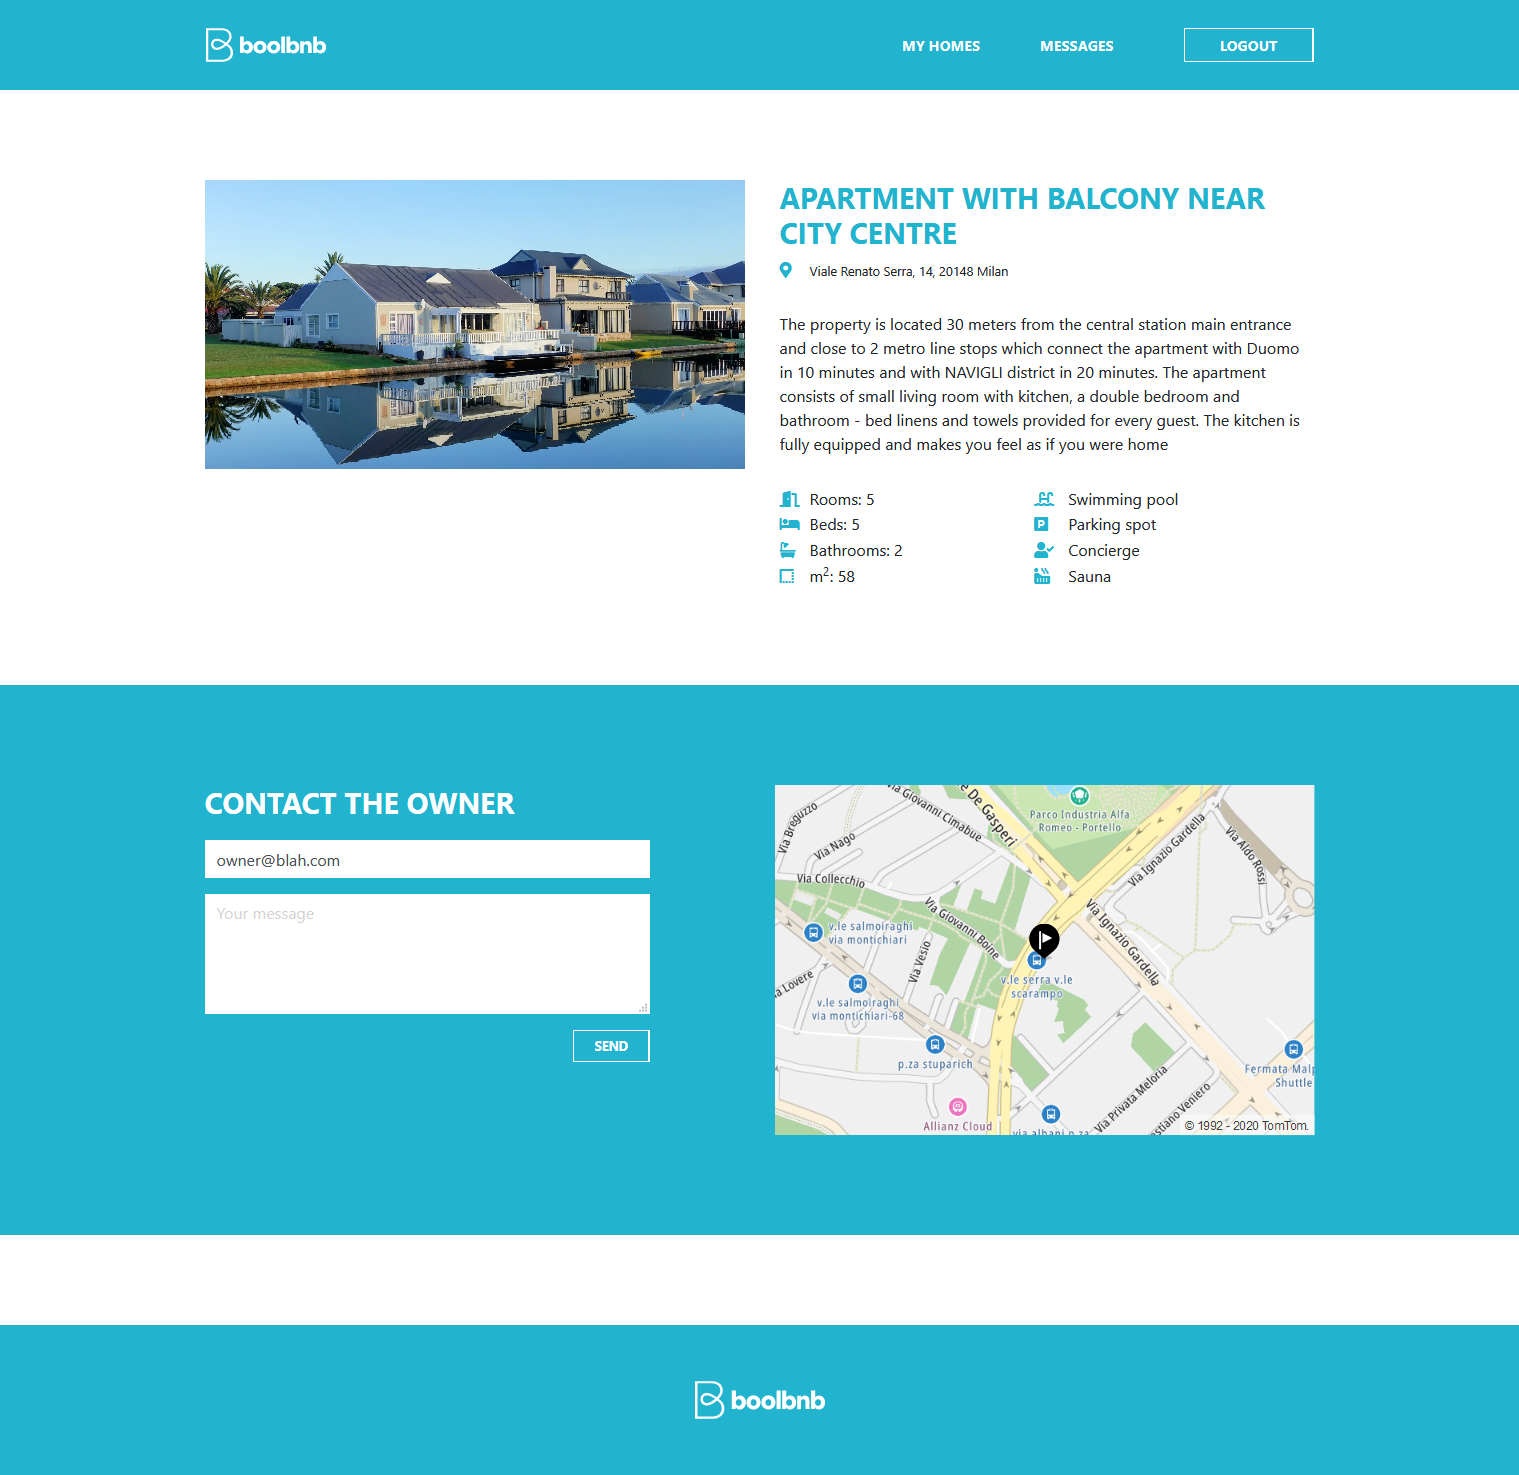 boolbnb
MY HOMES
MESSAGES
LOGOUT
APARTMENT WITH BALCONY NEAR
CITY CENTRE
Viale Renato Serra, 14, 20148 Milan
The property is located 30 meters from the central station main entrance
and close to 2 metro line stops which connect the apartment with Duomo
in 10 minutes and with NAVIGLI district in 20 minutes. The apartment
consists of small living room with kitchen, a double bedroom and
bathroom - bed linens and towels provided for every guest. The kitchen is
fully equipped and makes you feel as if you were home
Rooms: 5
Beds: 5
Bathrooms: 2
m²: 58
Swimming pool
Parking spot
Concierge
Sauna
CONTACT THE OWNER
owner@blah.com
Your message
SEND
Via Breguzzo
Via Nago
Via Collecchio
Via Giovanni Cimabue
e De Gasperi
Parco Industria Alfa
Romeo - Portello
Via Ignazio Gardella
Via Aldo Rossi
v.le salmoiraghi
via montichiari
Via Giovanni Boine
Via Vesio
Via Ignazio Gardella
v.le serra v.le
scarampo
a Lovere
v.le salmoiraghi
via montichiari-68
p.za stuparich
Fermata Malp
Shuttle
Via Privata Meloria
stiano Veniero
Allianz Cloud
via albani p.za
© 1992 - 2020 TomTom.
boolbnb